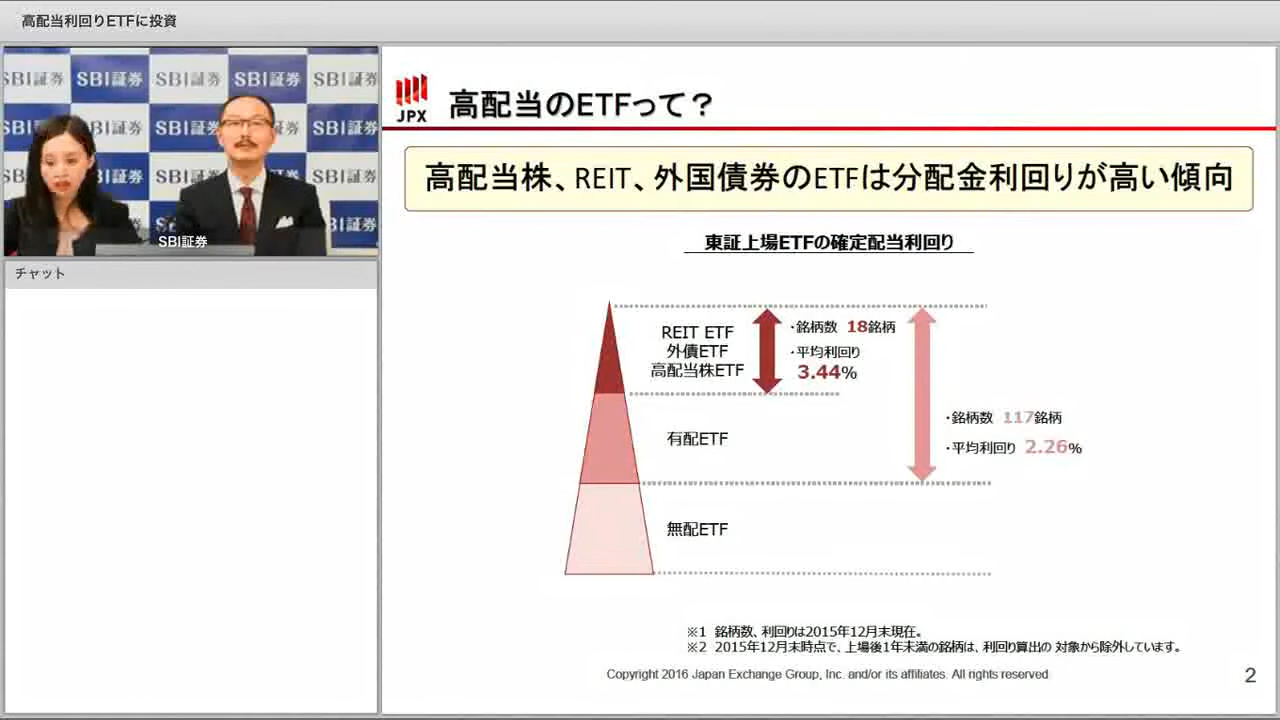 高配当利回りETFに投資
SBI証券 SBI証券 SBI証券 SBI証券 SBI証券
SBI証券 SBI証券 SBI証券
SBI証券
チャット
JPX
高配当のETFって？
高配当株、REIT、外国債券のETFは分配金利回りが高い傾向
東証上場ETFの確定配当利回り
REIT ETF
外債ETF
高配当株ETF
・銘柄数 18銘柄
・平均利回り
3.44%
有配ETF
・銘柄数 117銘柄
・平均利回り 2.26%
無配ETF
※1 銘柄数、利回りは2015年12月末現在。
※2 2015年12月末時点で、上場後1年未満の銘柄は、利回り算出の 対象から除外しています。
Copyright 2016 Japan Exchange Group, Inc. and/or its affiliates. All rights reserved
2